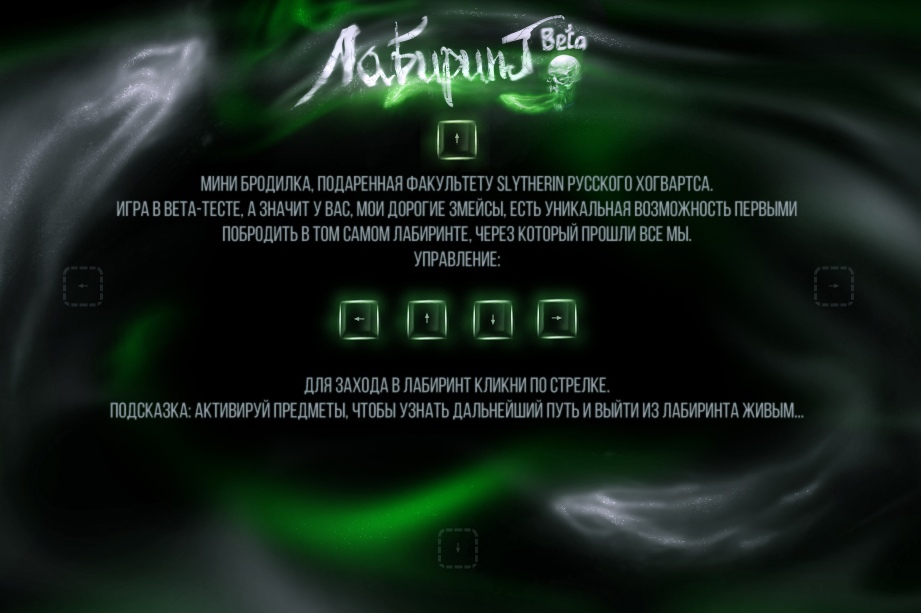 Лабиринт Beta
↑
МИНИ БРОДИЛКА, ПОДАРЕННАЯ ФАКУЛЬТЕТУ SLYTHERIN РУССКОГО ХОГВАРТСА.
ИГРА В BETA-ТЕСТЕ, А ЗНАЧИТ У ВАС, МОИ ДОРОГИЕ ЗМЕЙСЫ, ЕСТЬ УНИКАЛЬНАЯ ВОЗМОЖНОСТЬ ПЕРВЫМИ
ПОБРОДИТЬ В ТОМ САМОМ ЛАБИРИНТЕ, ЧЕРЕЗ КОТОРЫЙ ПРОШЛИ ВСЕ МЫ.
УПРАВЛЕНИЕ:
← →
← ↑ ↓ →
ДЛЯ ЗАХОДА В ЛАБИРИНТ КЛИКНИ ПО СТРЕЛКЕ.
ПОДСКАЗКА: АКТИВИРУЙ ПРЕДМЕТЫ, ЧТОБЫ УЗНАТЬ ДАЛЬНЕЙШИЙ ПУТЬ И ВЫЙТИ ИЗ ЛАБИРИНТА ЖИВЫМ...
↓